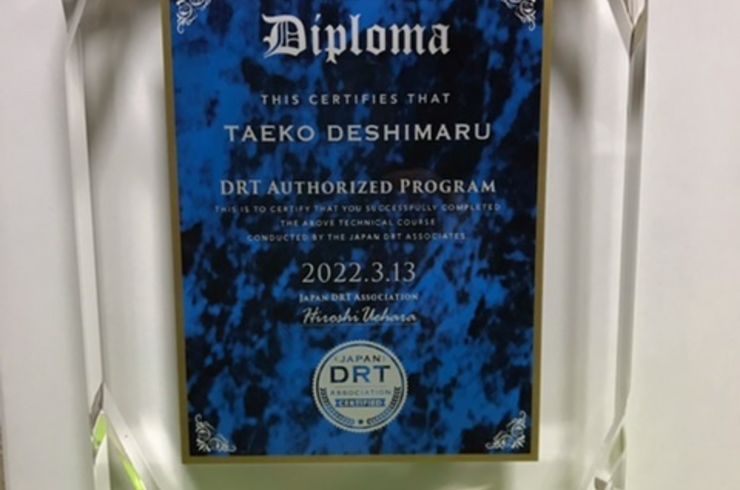 Diploma
THIS CERTIFIES THAT
TAEKO DESHIMARU
DRT AUTHORIZED PROGRAM
THIS IS TO CERTIFY THAT YOU SUCCESSFULLY COMPLETED
THE ABOVE TECHNICAL COURSE
CONDUCTED BY THE JAPAN DRT ASSOCIATES
2022.3.13
JAPAN DRT ASSOCIATION
Hiroshi Uehara
JAPAN
DRT
ASSOCIATION
CERTIFIED